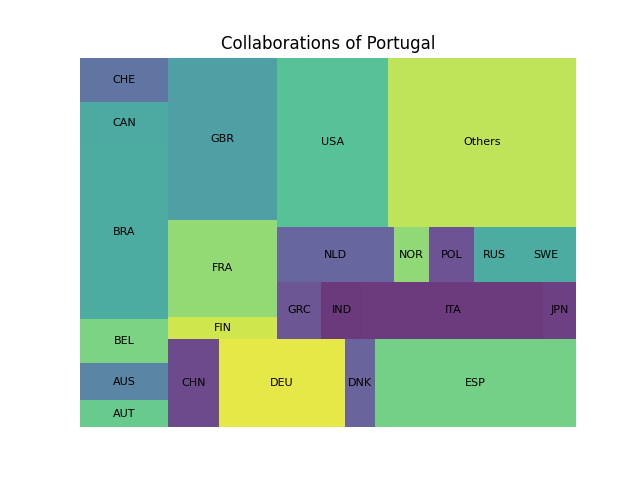 Collaborations of Portugal
CHE
CAN
BRA
BEL
AUS
AUT
GBR
FRA
FIN
USA
Others
NLD
NOR
POL
RUS
SWE
GRC
IND
ITA
JPN
CHN
DEU
DNK
ESP